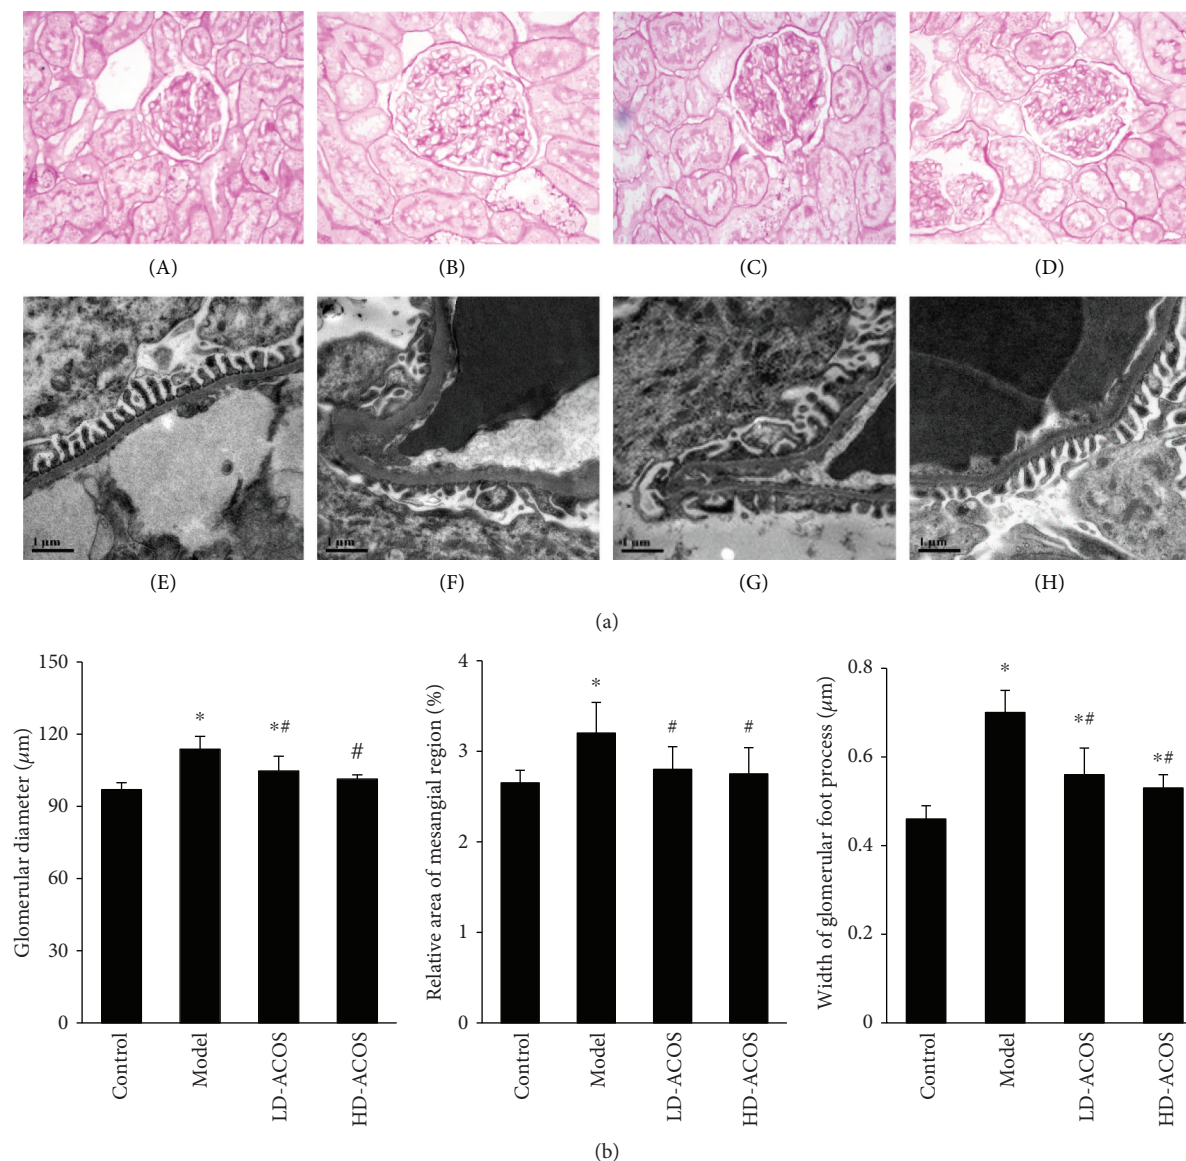 (A) (B) (C) (D)
1 μm 1 μm 1 μm 1 μm
(E) (F) (G) (H)
(a)
Glomerular diameter (μm)
150
120
90
60
30
0
* *# #
Control Model LD-ACOS HD-ACOS
Relative area of mesangial region (%)
4
3
2
1
0
* # #
Control Model LD-ACOS HD-ACOS
Width of glomerular foot process (μm)
0.8
0.6
0.4
0.2
0
* *# *#
Control Model LD-ACOS HD-ACOS
(b)